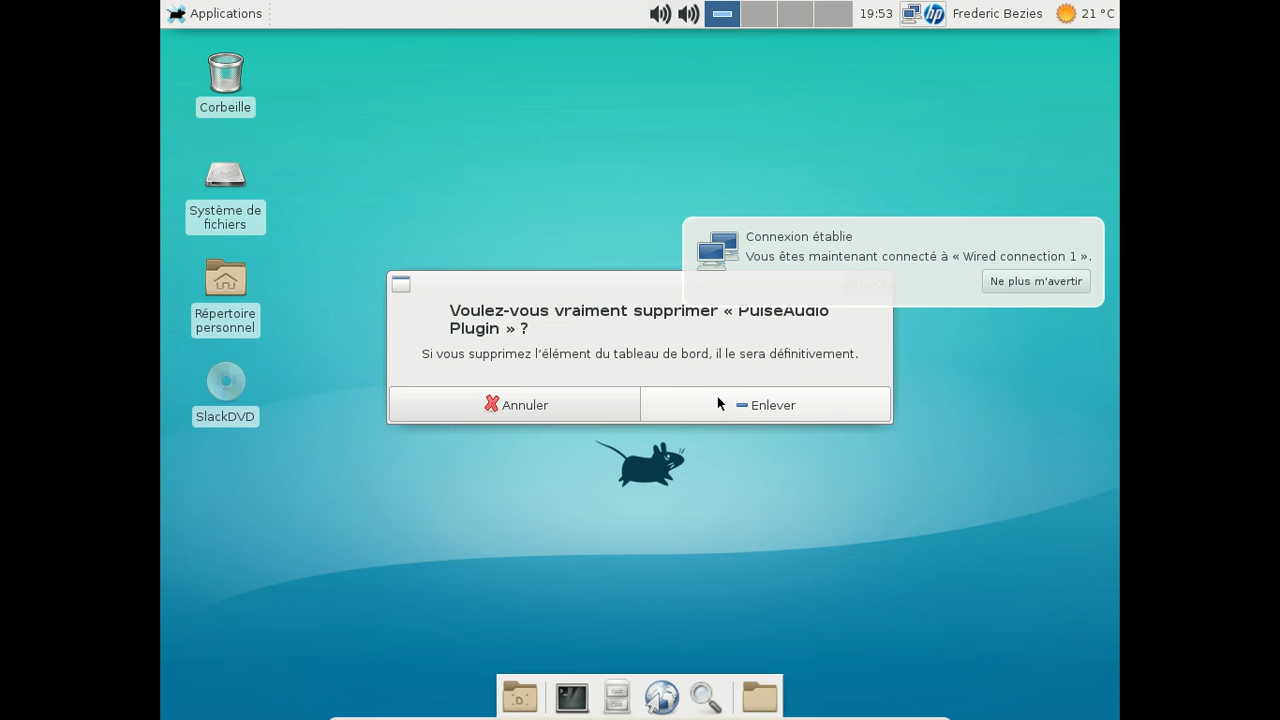 Applications
19:53
hp
Frederic Bezies
21 °C
Corbeille
Système de
fichiers
Répertoire
personnel
SlackDVD
Connexion établie
Vous êtes maintenant connecté à « Wired connection 1 ».
Ne plus m'avertir
Voulez-vous vraiment supprimer « PulseAudio
Plugin » ?
Si vous supprimez l’élément du tableau de bord, il le sera définitivement.
Annuler
Enlever